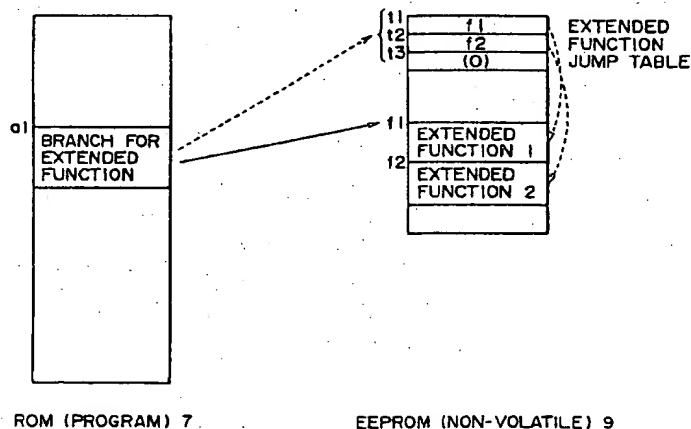 t1
t2
t3
f1
f2
(0)
EXTENDED
FUNCTION
JUMP TABLE
a1
BRANCH FOR
EXTENDED
FUNCTION
f1
EXTENDED
FUNCTION 1
f2
EXTENDED
FUNCTION 2
ROM (PROGRAM) 7
EEPROM (NON-VOLATILE) 9